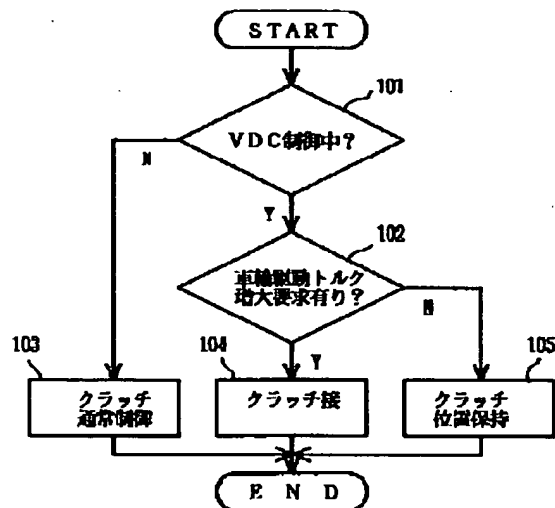 START
101
VDC制御中?
N
Y
102
車輪駆動トルク
増大要求有り?
N
103
104
Y
105
クラッチ
通常制御
クラッチ接
クラッチ
位置保持
END